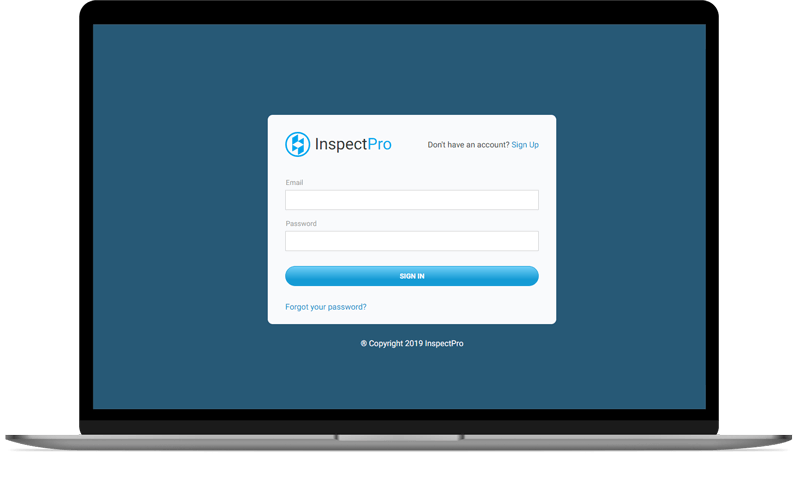 InspectPro
Don't have an account? Sign Up
Email
Password
SIGN IN
Forgot your password?
® Copyright 2019 InspectPro